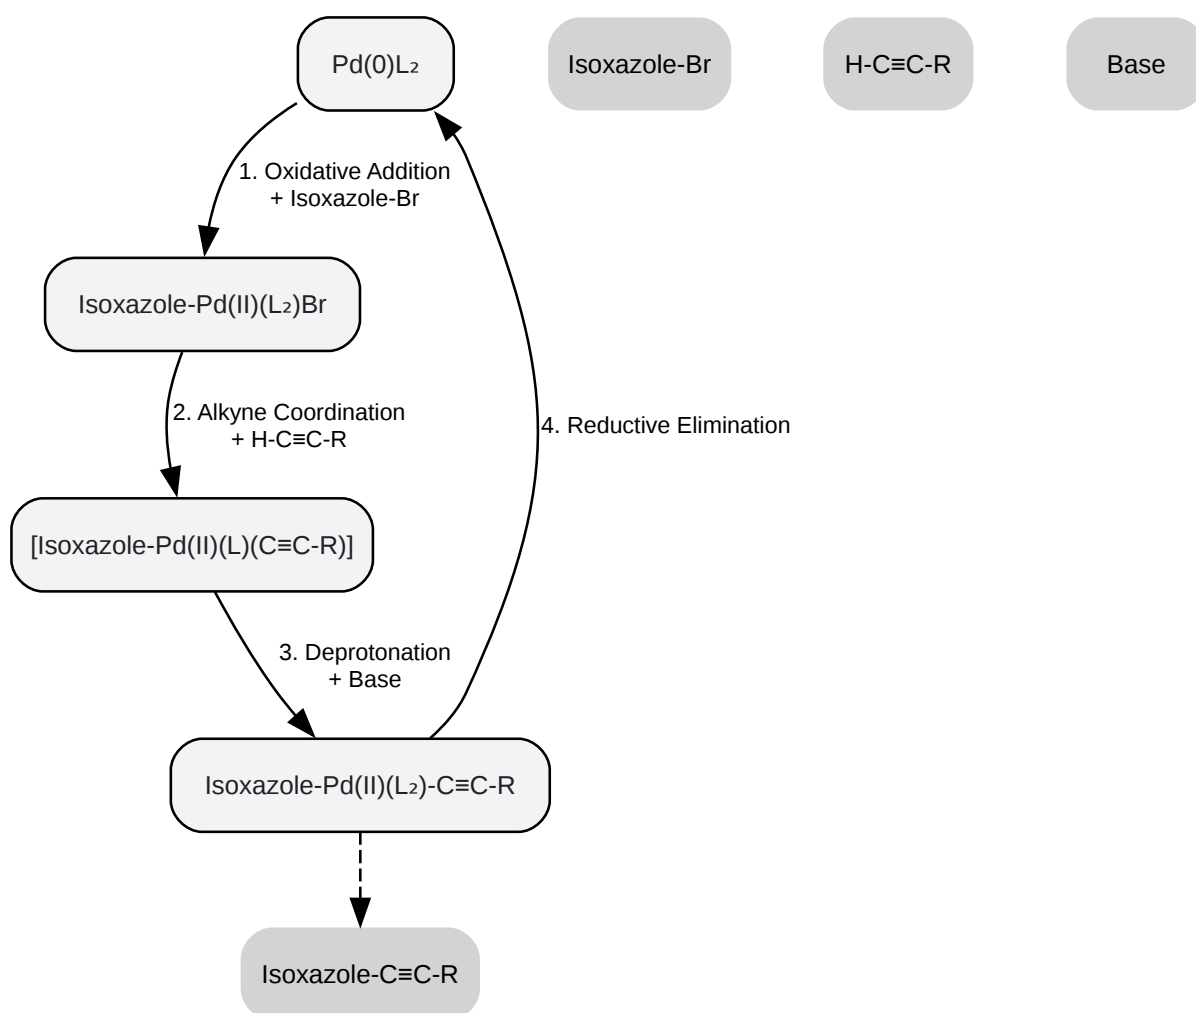 Pd(0)L₂
Isoxazole-Br
H-C≡C-R
Base
1. Oxidative Addition
+ Isoxazole-Br
Isoxazole-Pd(II)(L₂)Br
2. Alkyne Coordination
+ H-C≡C-R
4. Reductive Elimination
[Isoxazole-Pd(II)(L)(C≡C-R)]
3. Deprotonation
+ Base
Isoxazole-Pd(II)(L₂)-C≡C-R
Isoxazole-C≡C-R